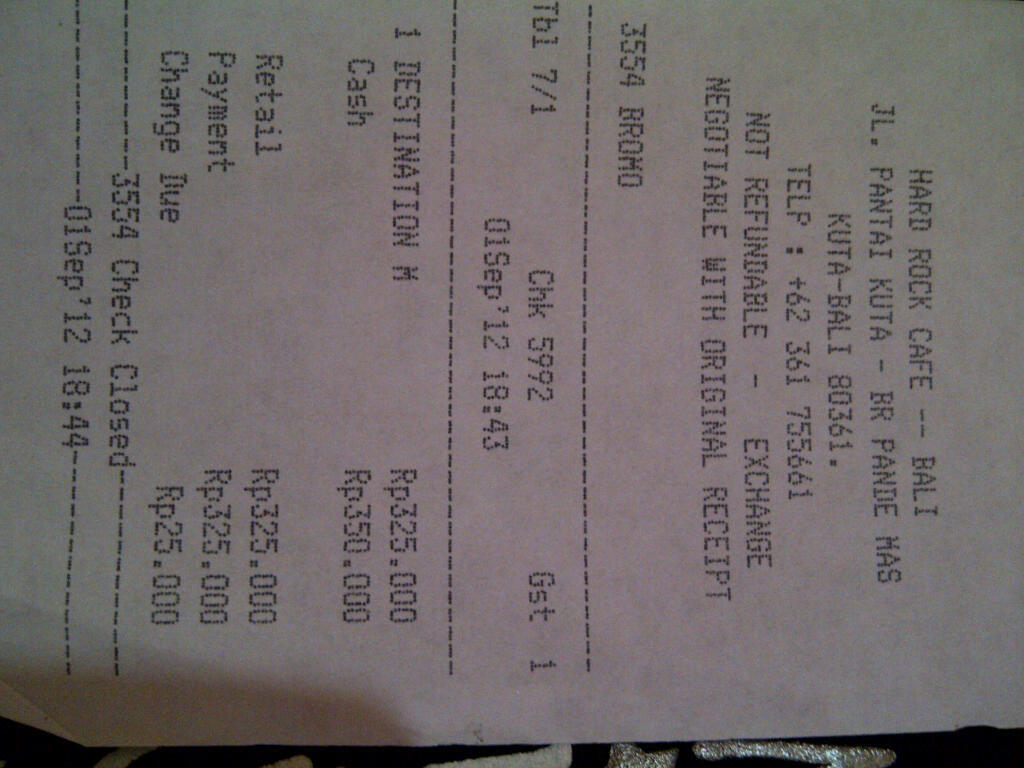 HARD ROCK CAFE -- BALI
JL. PANTAI KUTA - BR PANDE MAS
KUTA-BALI 80361.
TELP : +62 361 755661
NOT REFUNDABLE - EXCHANGE
NEGOTIABLE WITH ORIGINAL RECEIPT
3554 BROMO
Tbl 7/1 Chk 5992 Gst 1
01Sep'12 18:43
1 DESTINATION M Rp325.000
Cash Rp350.000
Retail Rp325.000
Payment Rp325.000
Change Due Rp25.000
3554 Check Closed
01Sep'12 18:44